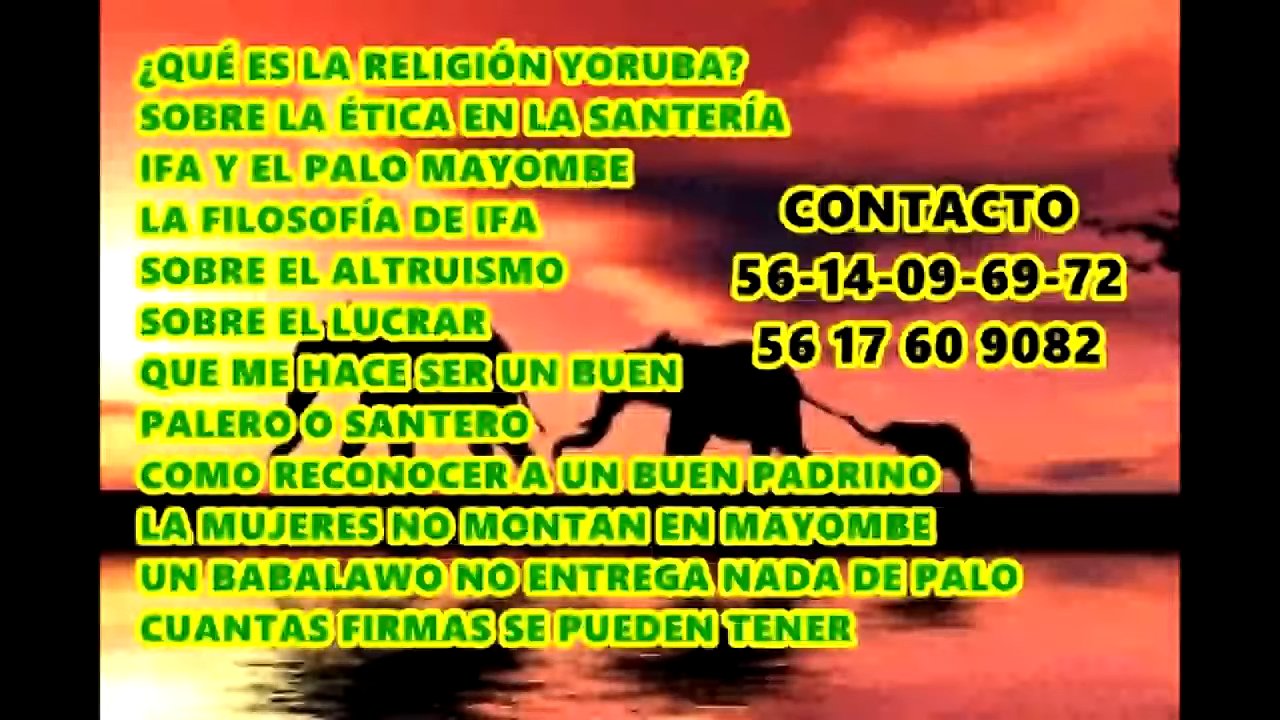 ¿QUÉ ES LA RELIGIÓN YORUBA?
SOBRE LA ÉTICA EN LA SANTERÍA
IFA Y EL PALO MAYOMBE
LA FILOSOFÍA DE IFA
SOBRE EL ALTRUISMO
SOBRE EL LUCRAR
QUE ME HACE SER UN BUEN
PALERO O SANTERO
COMO RECONOCER A UN BUEN PADRINO
LA MUJERES NO MONTAN EN MAYOMBE
UN BABALAWO NO ENTREGA NADA DE PALO
CUANTAS FIRMAS SE PUEDEN TENER
CONTACTO
56-14-09-69-72
56 17 60 9082